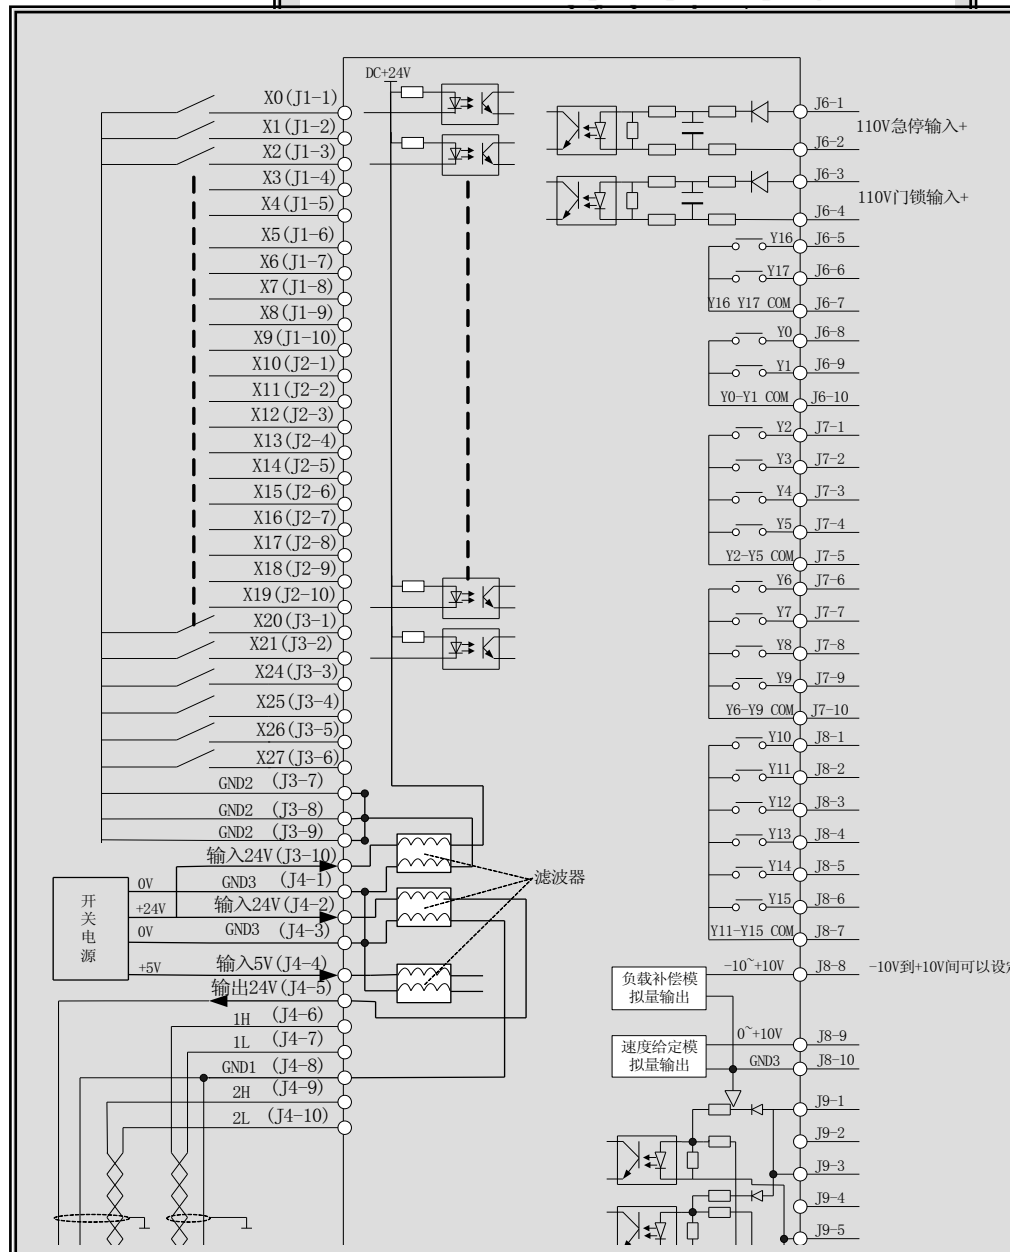 DC+24V
X0(J1-1)
X1(J1-2)
X2(J1-3)
X3(J1-4)
X4(J1-5)
X5(J1-6)
X6(J1-7)
X7(J1-8)
X8(J1-9)
X9(J1-10)
X10(J2-1)
X11(J2-2)
X12(J2-3)
X13(J2-4)
X14(J2-5)
X15(J2-6)
X16(J2-7)
X17(J2-8)
X18(J2-9)
X19(J2-10)
X20(J3-1)
X21(J3-2)
X24(J3-3)
X25(J3-4)
X26(J3-5)
X27(J3-6)
GND2 (J3-7)
GND2 (J3-8)
GND2 (J3-9)
输入24V(J3-10)
0V GND3 (J4-1)
+24V 输入24V(J4-2)
0V GND3 (J4-3)
+5V 输入5V(J4-4)
输出24V(J4-5)
1H (J4-6)
1L (J4-7)
GND1 (J4-8)
2H (J4-9)
2L (J4-10)
开关电源
滤波器
J6-1
110V急停输入+
J6-2
J6-3
110V门锁输入+
J6-4
Y16 J6-5
Y17 J6-6
Y16 Y17 COM J6-7
Y0 J6-8
Y1 J6-9
Y0-Y1 COM J6-10
Y2 J7-1
Y3 J7-2
Y4 J7-3
Y5 J7-4
Y2-Y5 COM J7-5
Y6 J7-6
Y7 J7-7
Y8 J7-8
Y9 J7-9
Y6-Y9 COM J7-10
Y10 J8-1
Y11 J8-2
Y12 J8-3
Y13 J8-4
Y14 J8-5
Y15 J8-6
Y11-Y15 COM J8-7
-10~+10V J8-8 -10V到+10V间可以设定
负载补偿模
拟量输出
0~+10V J8-9
速度给定模
拟量输出
GND3 J8-10
J9-1
J9-2
J9-3
J9-4
J9-5